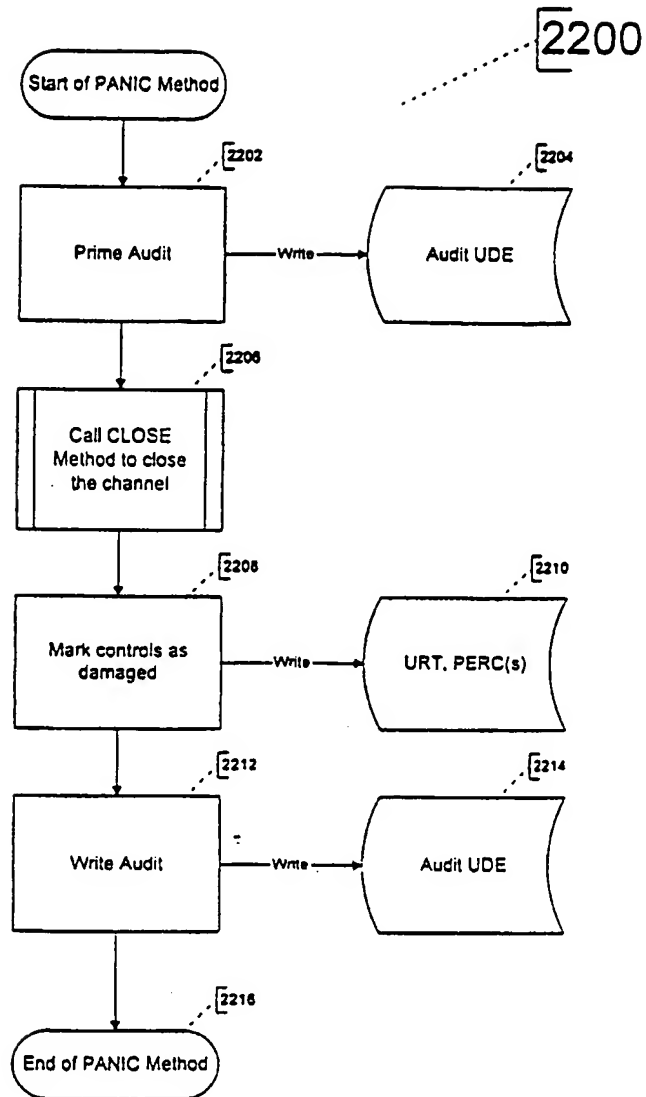 2200
Start of PANIC Method
2202
2204
Prime Audit
Write
Audit UDE
2206
Call CLOSE
Method to close
the channel
2208
2210
Mark controls as
damaged
Write
URT, PERC(s)
2212
2214
Write Audit
Write
Audit UDE
2216
End of PANIC Method